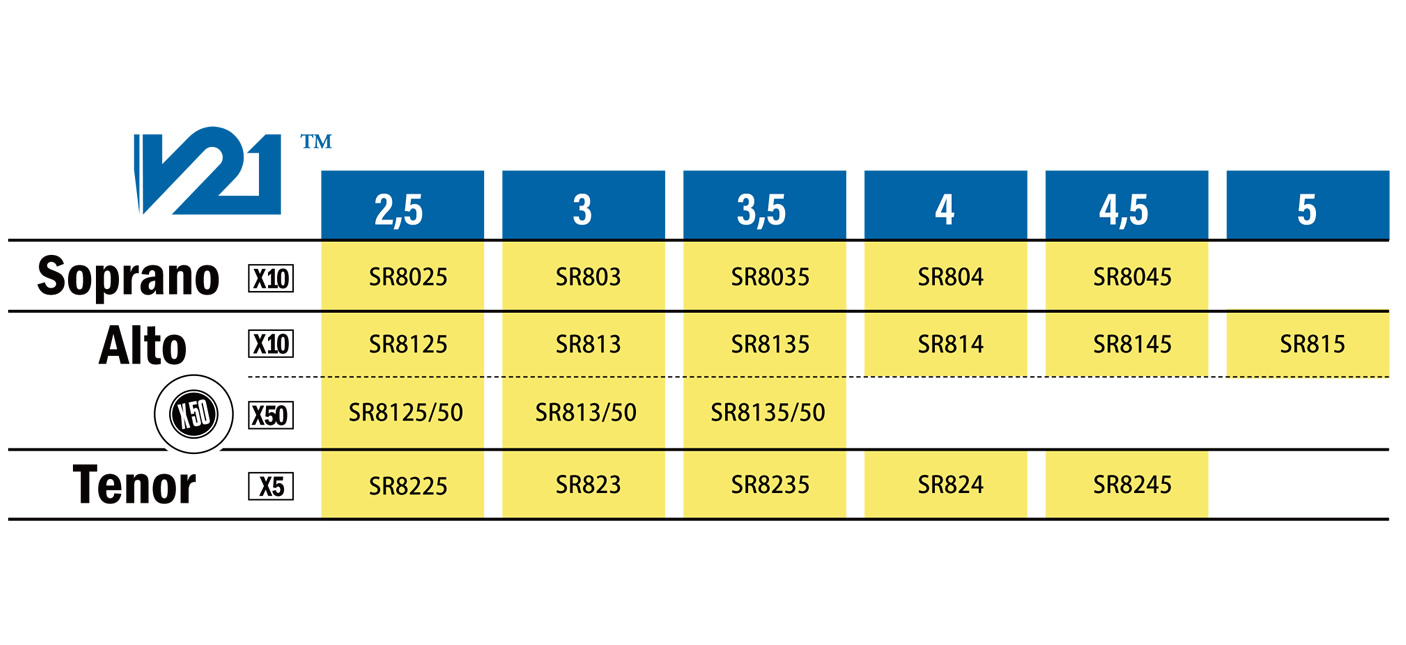 V21 ™
2,5 3 3,5 4 4,5 5
Soprano X10 SR8025 SR803 SR8035 SR804 SR8045
Alto X10 SR8125 SR813 SR8135 SR814 SR8145 SR815
X50 X50 SR8125/50 SR813/50 SR8135/50
Tenor X5 SR8225 SR823 SR8235 SR824 SR8245